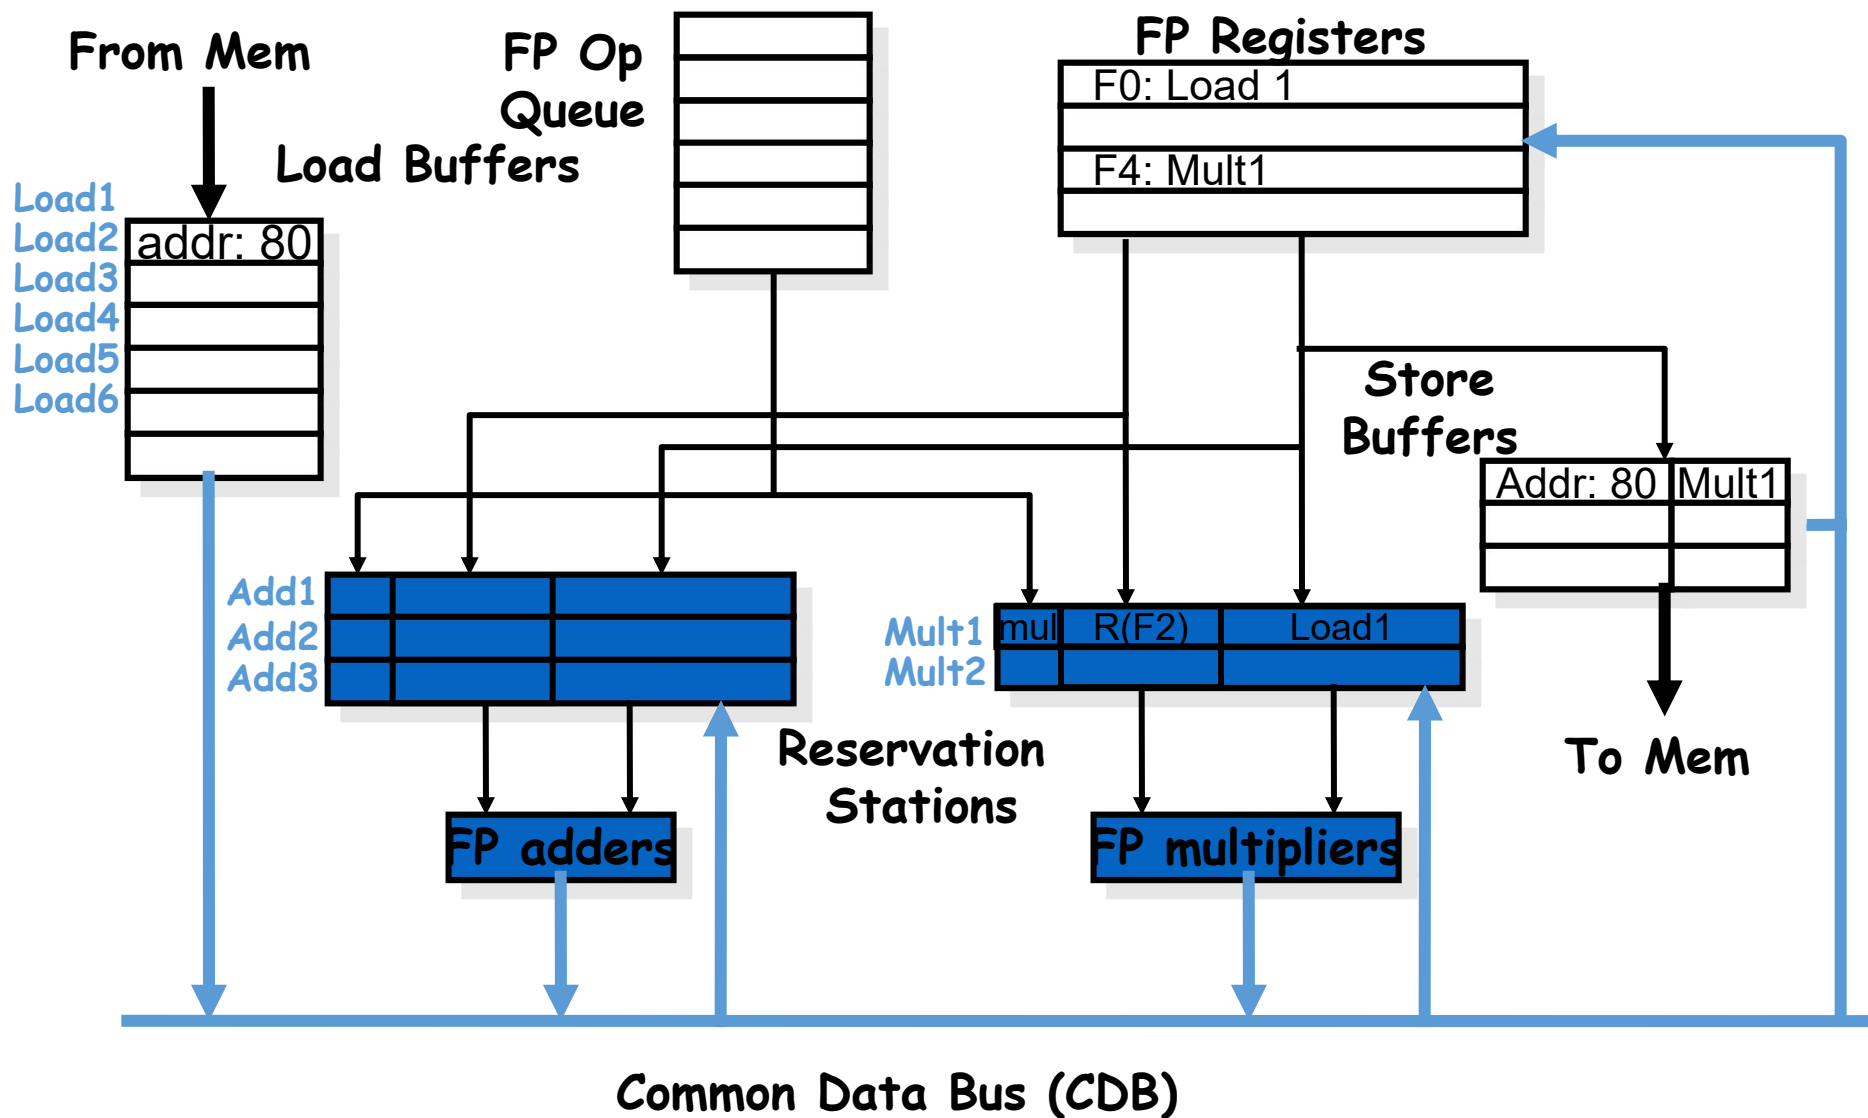 From Mem
FP Op
Queue
FP Registers
F0: Load 1
F4: Mult1
Load Buffers
Load1
Load2
Load3
Load4
Load5
Load6
addr: 80
Store
Buffers
Addr: 80 Mult1
Add1
Add2
Add3
Mult1
Mult2
mul R(F2) Load1
Reservation
Stations
To Mem
FP adders
FP multipliers
Common Data Bus (CDB)